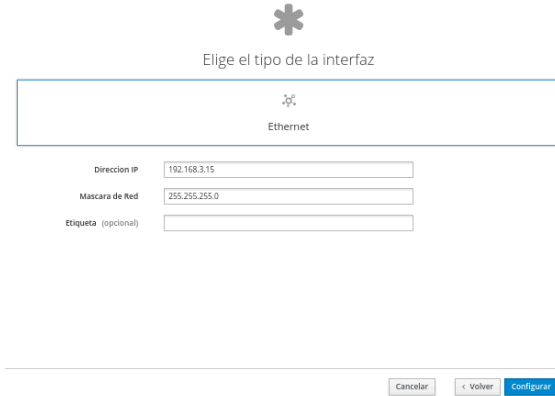 Elige el tipo de la interfaz
Ethernet
Direccion IP 192.168.3.15
Mascara de Red 255.255.255.0
Etiqueta (opcional)
Cancelar ‹ Volver Configurar